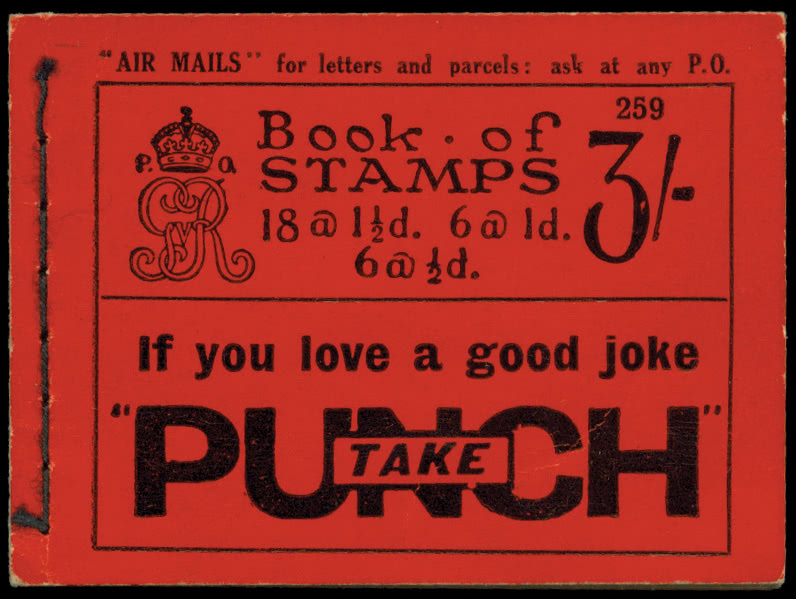 "AIR MAILS" for letters and parcels: ask at any P.O.
259
P. O.
GvR
Book · of
STAMPS
3/-
18 @ 1½d. 6 @ 1d.
6 @ ½d.
If you love a good joke
"PUNCH"
TAKE